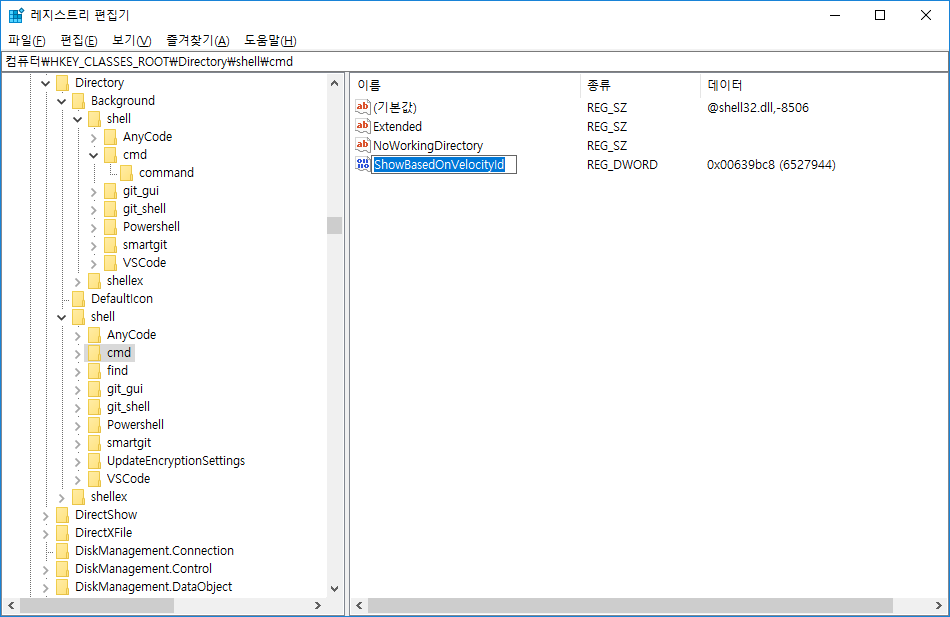 레지스트리 편집기
파일(F) 편집(E) 보기(V) 즐겨찾기(A) 도움말(H)
컴퓨터₩HKEY_CLASSES_ROOT₩Directory₩shell₩cmd
Directory
Background
shell
AnyCode
cmd
command
git_gui
git_shell
Powershell
smartgit
VSCode
shellex
DefaultIcon
shell
AnyCode
cmd
find
git_gui
git_shell
Powershell
smartgit
UpdateEncryptionSettings
VSCode
shellex
DirectShow
DirectXFile
DiskManagement.Connection
DiskManagement.Control
DiskManagement.DataObject
이름 종류 데이터
ab (기본값) REG_SZ @shell32.dll,-8506
ab Extended REG_SZ
ab NoWorkingDirectory REG_SZ
ShowBasedOnVelocityId REG_DWORD 0x00639bc8 (6527944)